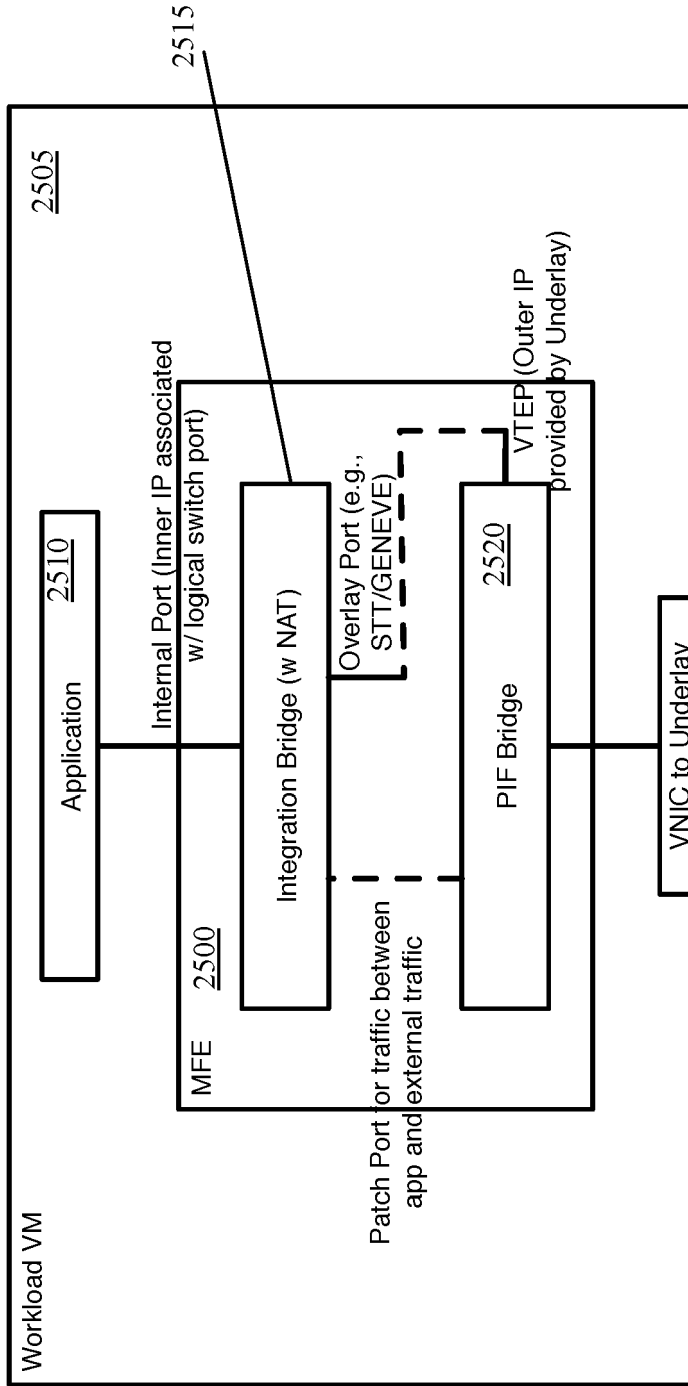 Workload VM
2505
2515
Application
2510
Internal Port (Inner IP associated
w/ logical switch port)
MFE
2500
Integration Bridge (w NAT)
Overlay Port (e.g.,
STT/GENEVE)
Patch Port for traffic between
app and external traffic
PIF Bridge
2520
VTEP (Outer IP
provided by Underlay)
VNIC to Underlay